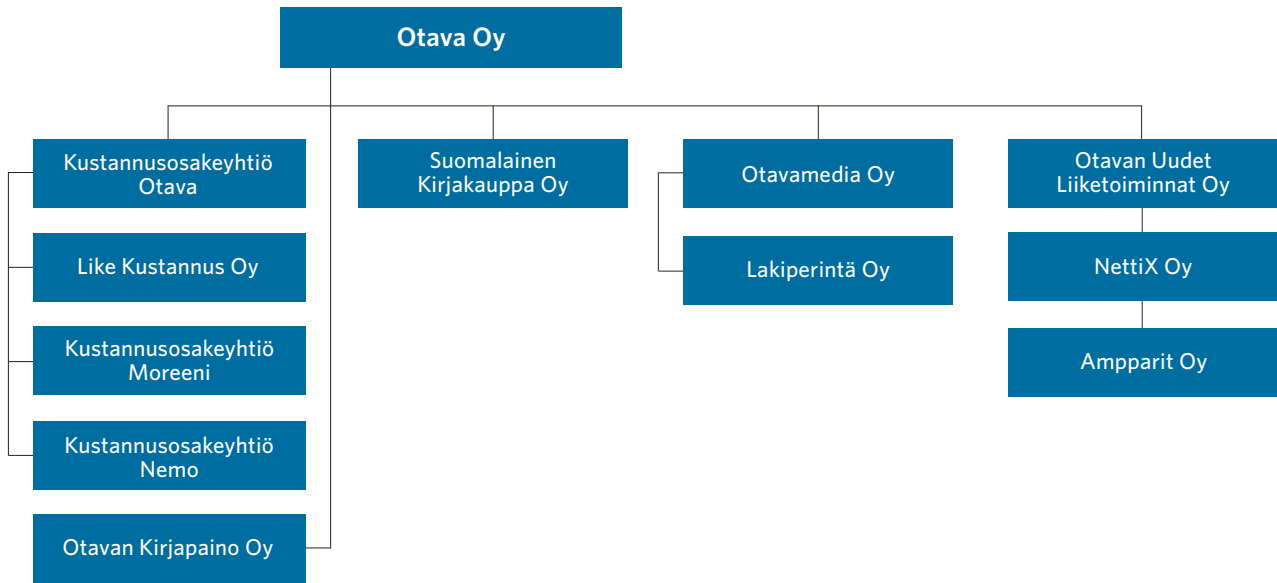 Otava Oy
Kustannusosakeyhtiö
Otava
Suomalainen
Kirjakauppa Oy
Otavamedia Oy
Otavan Uudet
Liiketoiminnat Oy
Like Kustannus Oy
Lakiperintä Oy
NettiX Oy
Kustannusosakeyhtiö
Moreeni
Ampparit Oy
Kustannusosakeyhtiö
Nemo
Otavan Kirjapaino Oy